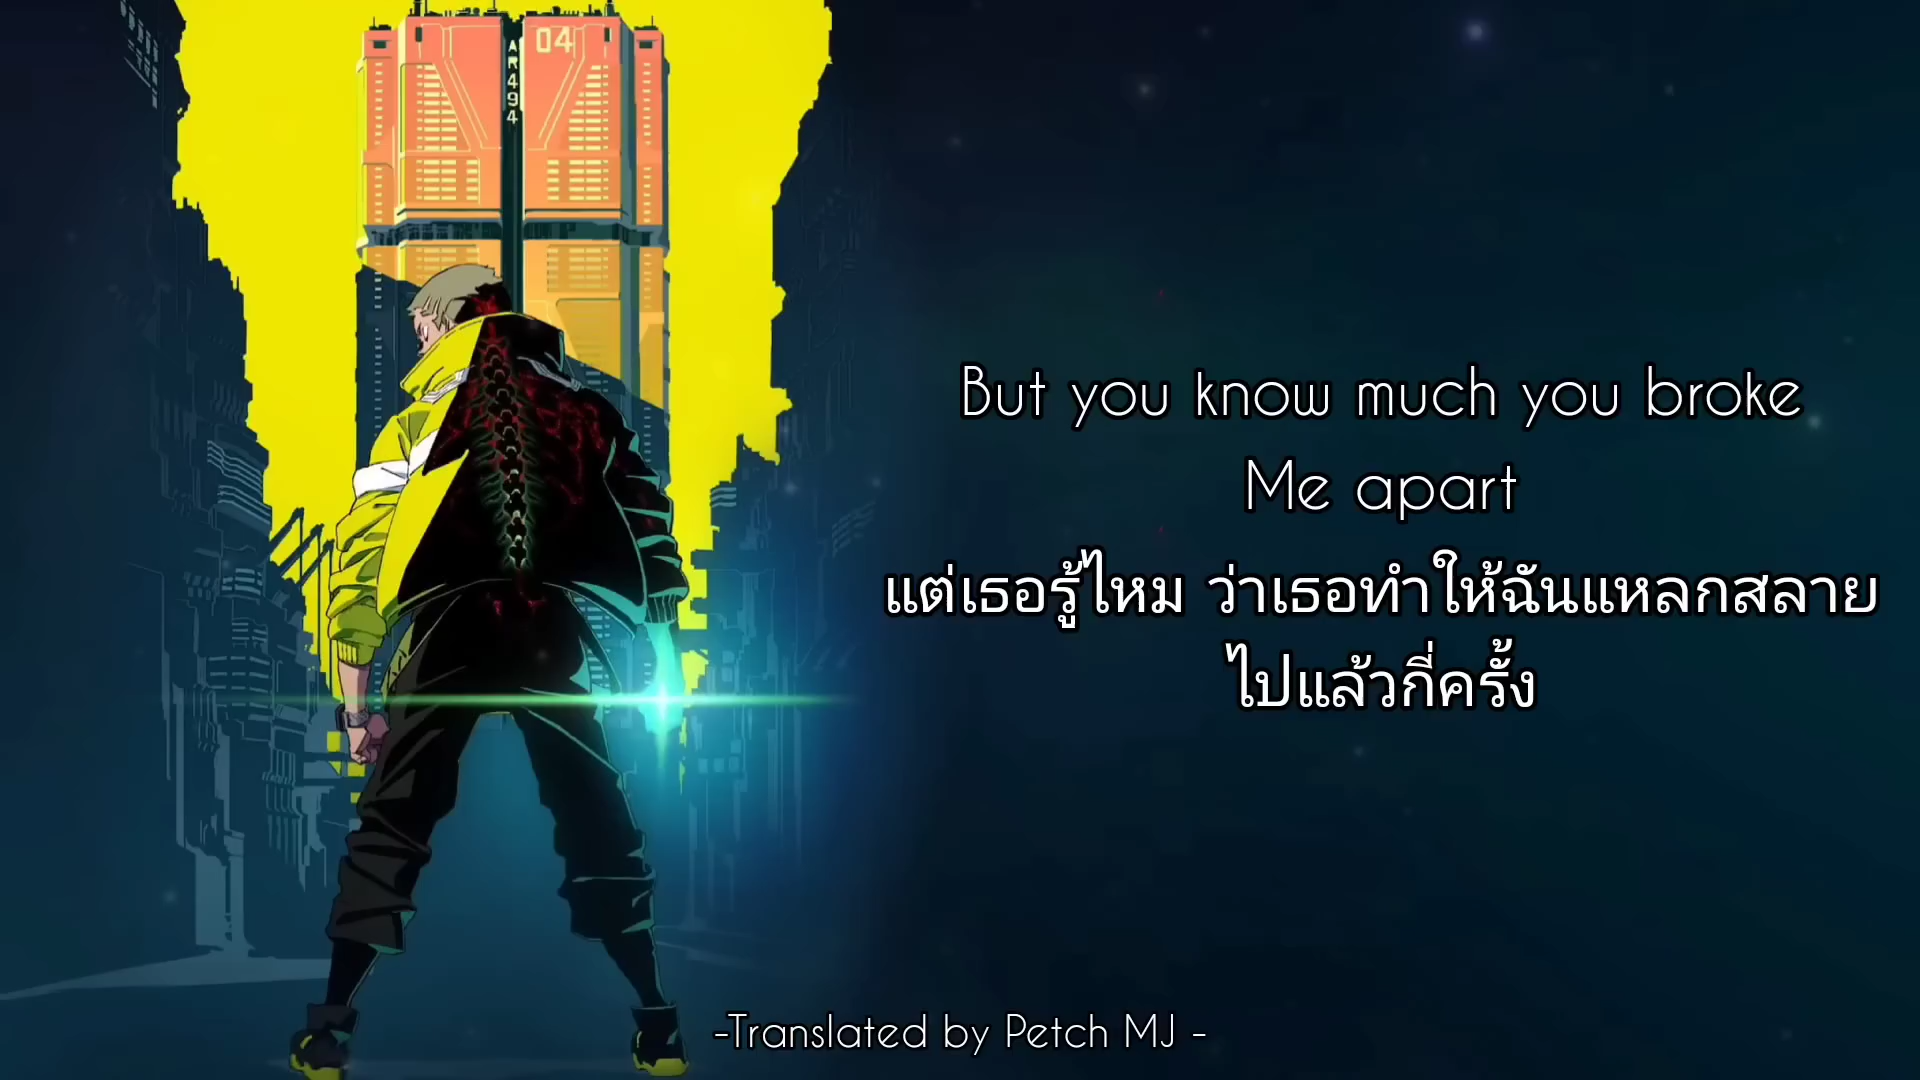 04
AR494
But you know much you broke
Me apart
แต่เธอรู้ไหม ว่าเธอทำให้ฉันแหลกสลาย
ไปแล้วกี่ครั้ง
-Translated by Petch MJ -